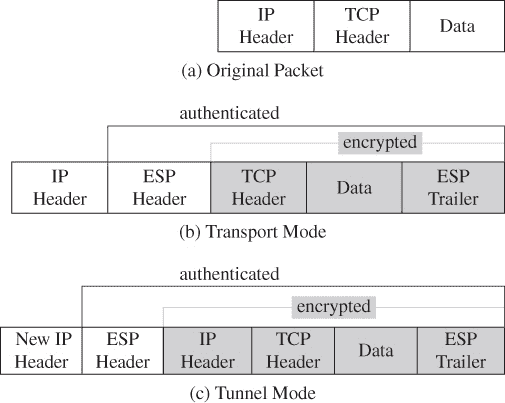 IP Header TCP Header Data
(a) Original Packet
authenticated
encrypted
IP Header ESP Header TCP Header Data ESP Trailer
(b) Transport Mode
authenticated
encrypted
New IP Header ESP Header IP Header TCP Header Data ESP Trailer
(c) Tunnel Mode